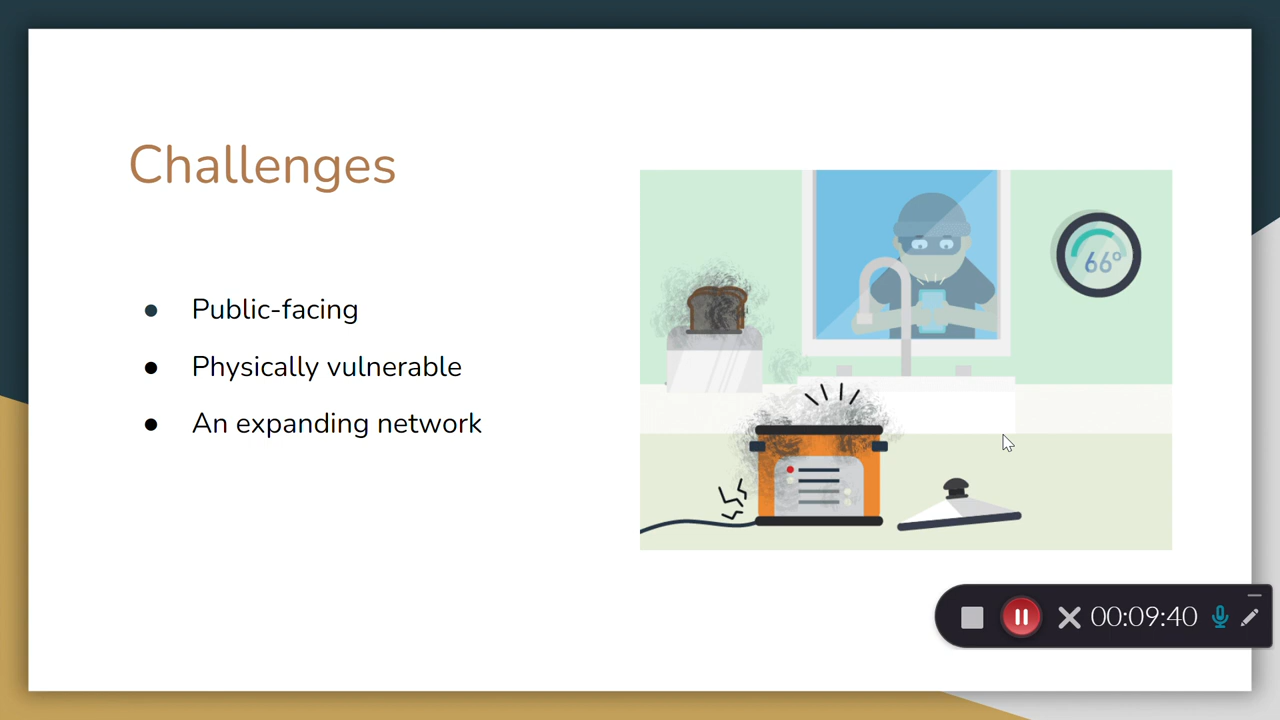 Challenges
66°
● Public-facing
● Physically vulnerable
● An expanding network
00:09:40